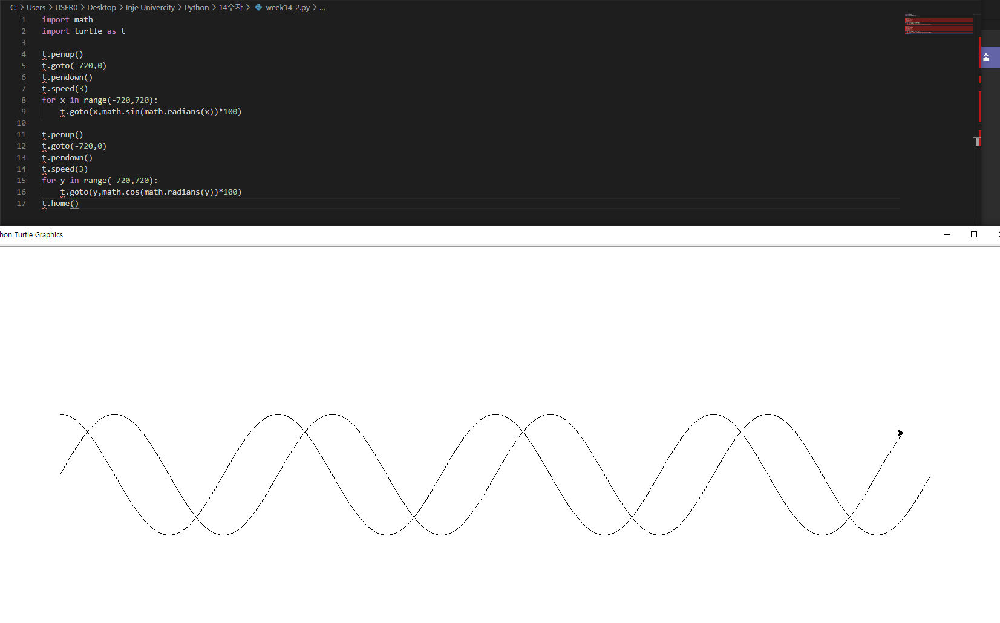 C: > Users > USER0 > Desktop > Inje Univercity > Python > 14주차 > week14_2.py > ...
1 import math
2 import turtle as t
3
4 t.penup()
5 t.goto(-720,0)
6 t.pendown()
7 t.speed(3)
8 for x in range(-720,720):
9     t.goto(x,math.sin(math.radians(x))*100)
10
11 t.penup()
12 t.goto(-720,0)
13 t.pendown()
14 t.speed(3)
15 for y in range(-720,720):
16     t.goto(y,math.cos(math.radians(y))*100)
17 t.home()
출
hon Turtle Graphics